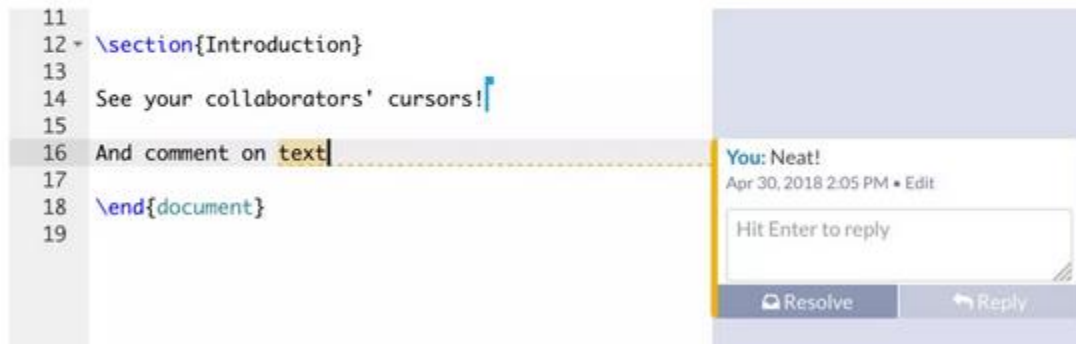 11
12 \section{Introduction}
13
14 See your collaborators' cursors!
15
16 And comment on text
17
18 \end{document}
19
You: Neat!
Apr 30, 2018 2:05 PM • Edit
Hit Enter to reply
Resolve Reply